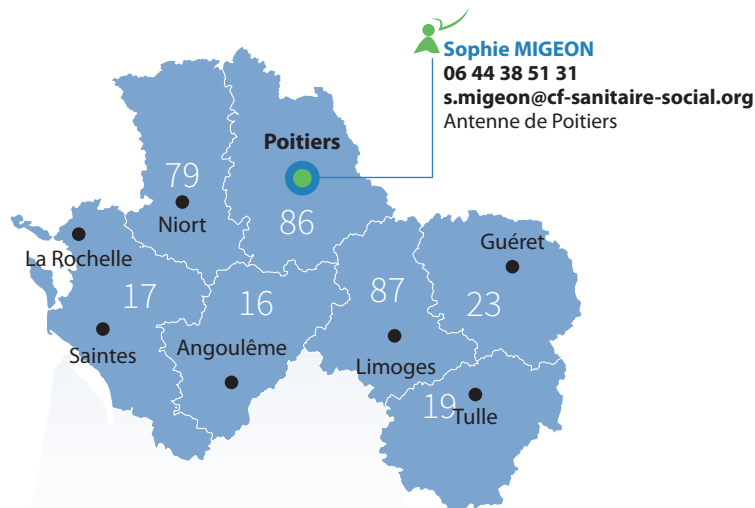 Sophie MIGEON
06 44 38 51 31
s.migeon@cf-sanitaire-social.org
Antenne de Poitiers
Poitiers
79
86
Niort
La Rochelle
Guéret
17
16
87
23
Saintes
Angoulême
Limoges
19
Tulle